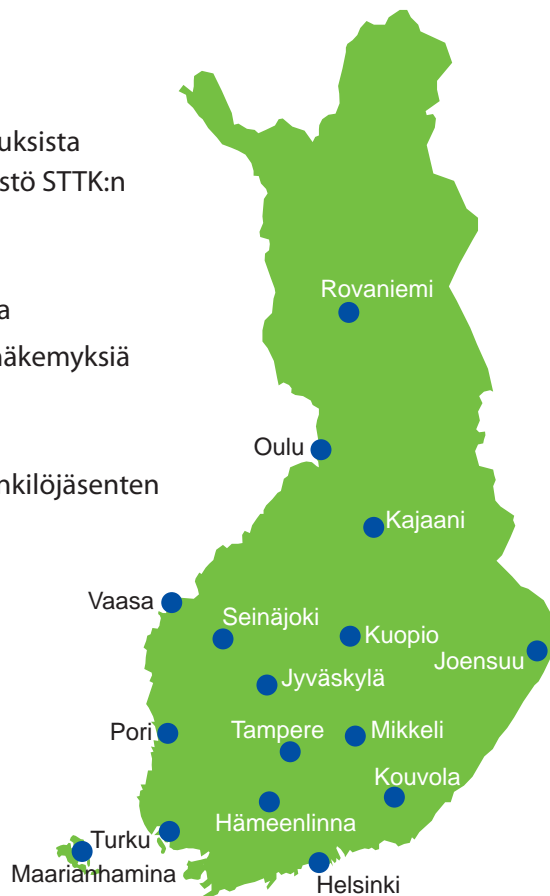 uksista
stö STTK:n
a
näkemyksiä
nkilöjäsenten
Rovaniemi
Oulu
Kajaani
Vaasa
Seinäjoki
Kuopio
Joensuu
Jyväskylä
Pori
Tampere
Mikkeli
Kouvola
Hämeenlinna
Turku
Maarianhamina
Helsinki